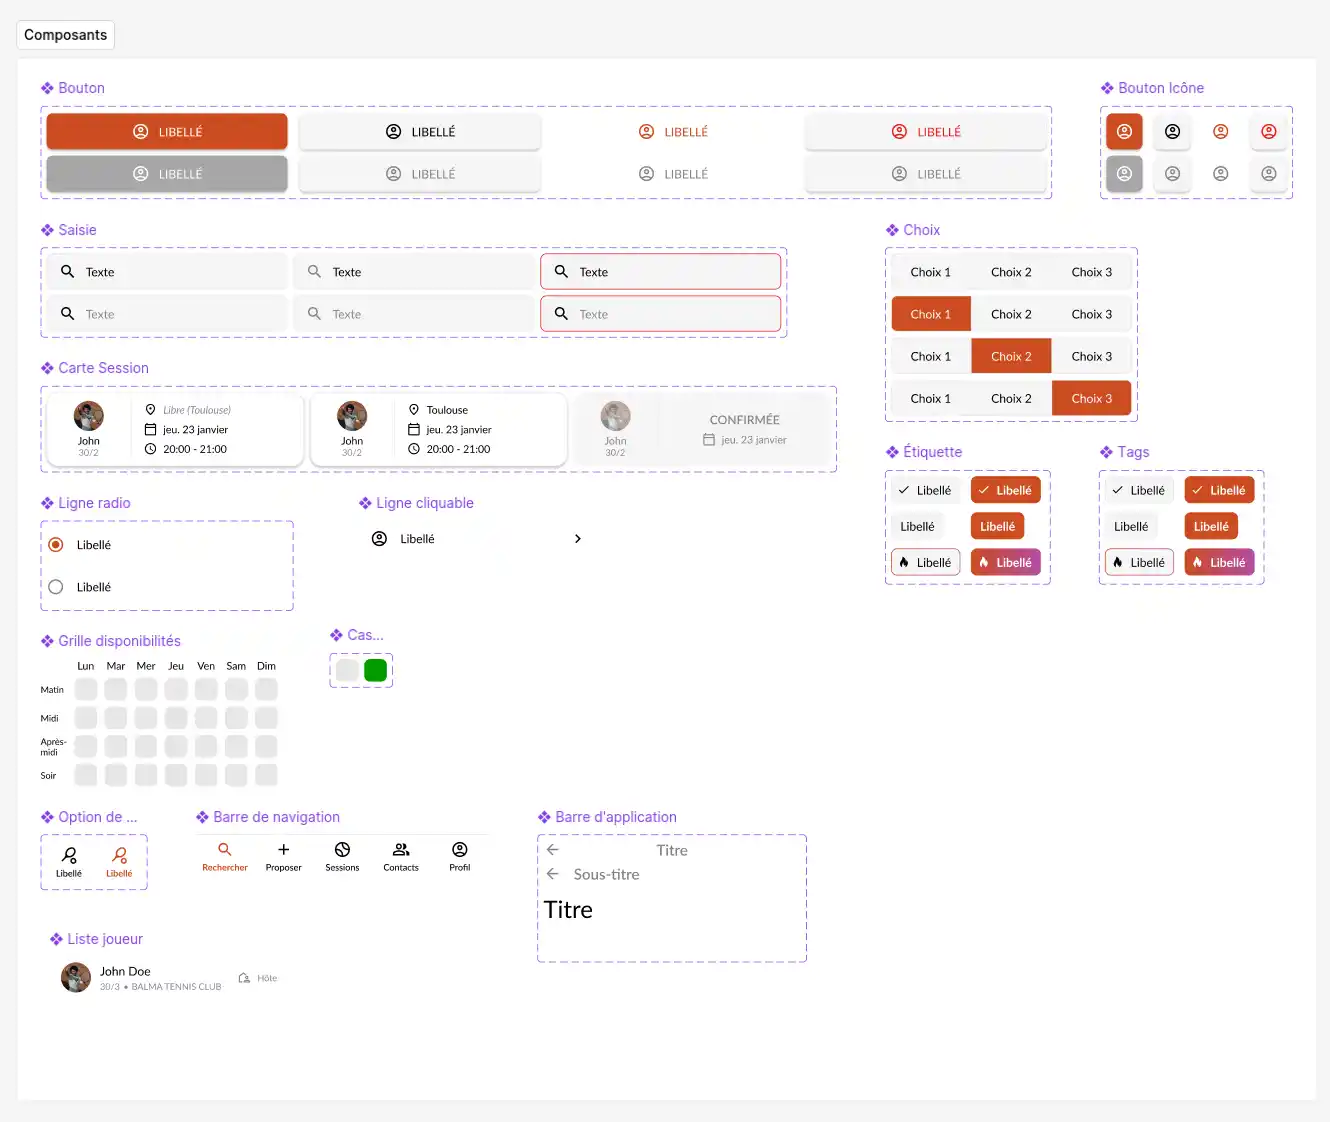 Composants
Bouton
LIBELLÉ LIBELLÉ LIBELLÉ LIBELLÉ
LIBELLÉ LIBELLÉ LIBELLÉ LIBELLÉ
Bouton Icône
Saisie
Texte Texte Texte
Texte Texte Texte
Choix
Choix 1 Choix 2 Choix 3
Choix 1 Choix 2 Choix 3
Choix 1 Choix 2 Choix 3
Choix 1 Choix 2 Choix 3
Carte Session
John
30/2
Libre (Toulouse)
jeu. 23 janvier
20:00 - 21:00
John
30/2
Toulouse
jeu. 23 janvier
20:00 - 21:00
John
30/2
CONFIRMÉE
jeu. 23 janvier
Étiquette
Libellé Libellé
Libellé Libellé
Libellé Libellé
Tags
Libellé Libellé
Libellé Libellé
Libellé Libellé
Ligne radio
Libellé
Libellé
Ligne cliquable
Libellé
Grille disponibilités
Lun Mar Mer Jeu Ven Sam Dim
Matin
Midi
Après-
midi
Soir
Cas...
Option de ...
Libellé Libellé
Barre de navigation
Rechercher Proposer Sessions Contacts Profil
Barre d'application
Titre
Sous-titre
Titre
Liste joueur
John Doe
30/3 • BALMA TENNIS CLUB
Hôte